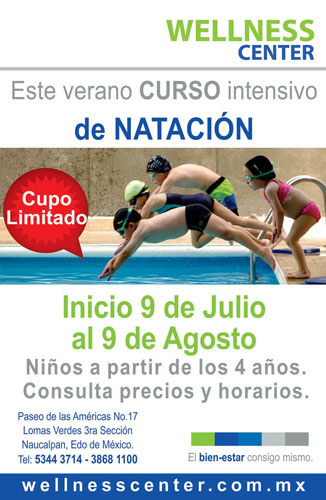 WELLNESS
CENTER
Este verano CURSO intensivo
de NATACIÓN
Cupo
Limitado
Inicio 9 de Julio
al 9 de Agosto
Niños a partir de los 4 años.
Consulta precios y horarios.
Paseo de las Américas No.17
Lomas Verdes 3ra Sección
Naucalpan, Edo de México.
Tel: 5344 3714 - 3868 1100
El bien-estar consigo mismo.
wellnesscenter.com.mx